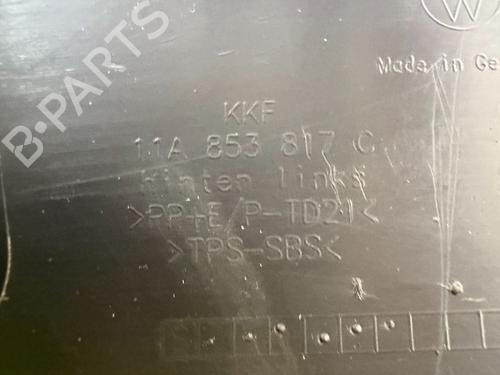 B-PARTS
Made in Ge
KKF
11A 853 817 C
hinten links
>PP+E/P-TD21<
>TPS-SBS<